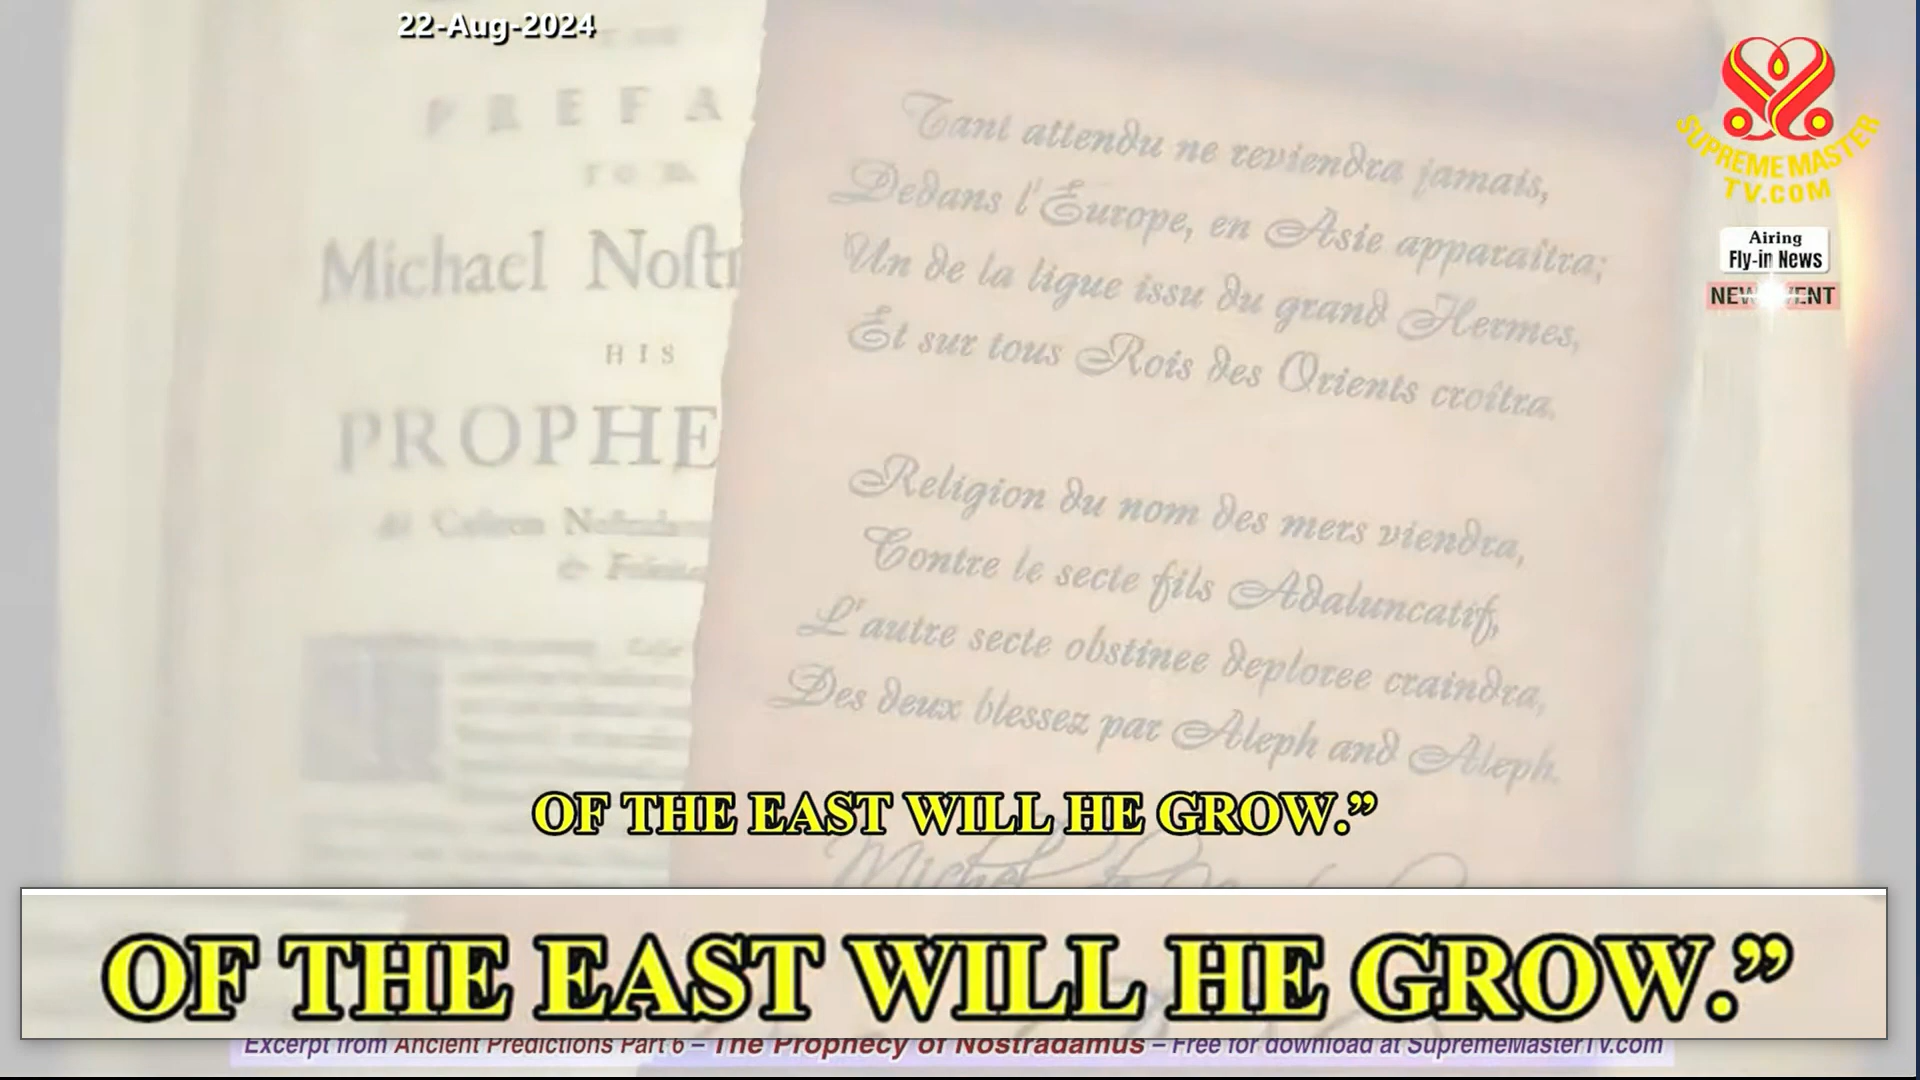 22-Aug-2024
PREFA
TO M
Michael Noſtr
HIS
PROPHE
Tant attendu ne reviendra jamais,
Dedans l'Europe, en Asie apparaîtra;
Un de la ligue issu du grand Hermes,
Et sur tous Rois des Orients croîtra.
Religion du nom des mers viendra,
Contre le secte fils Adaluncatif,
L'autre secte obstinee deploree craindra,
Des deux blessez par Aleph and Aleph.
SUPREME MASTER
TV.COM
Airing
Fly-in News
OF THE EAST WILL HE GROW.”
OF THE EAST WILL HE GROW.”
Excerpt from Ancient Predictions Part 6 – The Prophecy of Nostradamus – Free for download at SupremeMasterTV.com